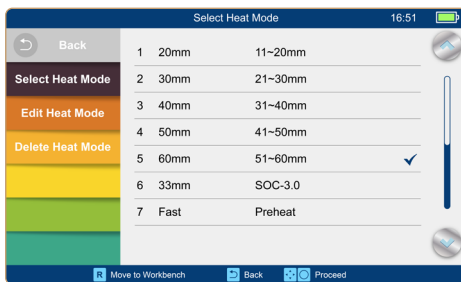 Select Heat Mode 16:51
Back
Select Heat Mode
Edit Heat Mode
Delete Heat Mode
1 20mm 11~20mm
2 30mm 21~30mm
3 40mm 31~40mm
4 50mm 41~50mm
5 60mm 51~60mm
6 33mm SOC-3.0
7 Fast Preheat
R Move to Workbench Back Proceed